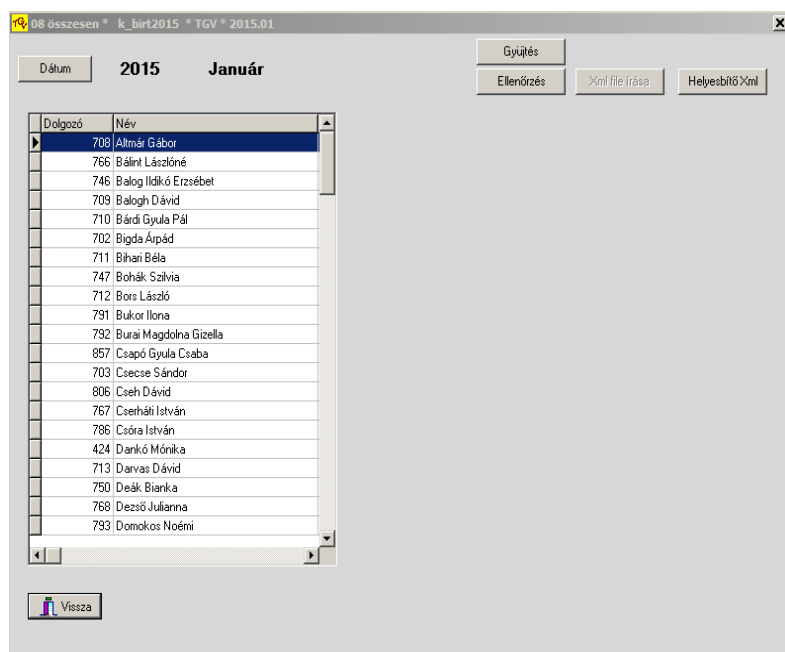 TGV 08 összesen * k_birt2015 * TGV * 2015.01
Gyüjtés
Dátum 2015 Január
Ellenőrzés Xml file írása Helyesbítő Xml
Dolgozó Név
708 Altmár Gábor
766 Bálint Lászlóné
746 Balog Ildikó Erzsébet
709 Balogh Dávid
710 Bárdi Gyula Pál
702 Bigda Árpád
711 Bihari Béla
747 Bohák Szilvia
712 Bors László
791 Bukor Ilona
792 Burai Magdolna Gizella
857 Csapó Gyula Csaba
703 Csecse Sándor
806 Cseh Dávid
767 Cserháti István
786 Csóra István
424 Dankó Mónika
713 Darvas Dávid
750 Deák Bianka
768 Dezső Julianna
793 Domokos Noémi
Vissza